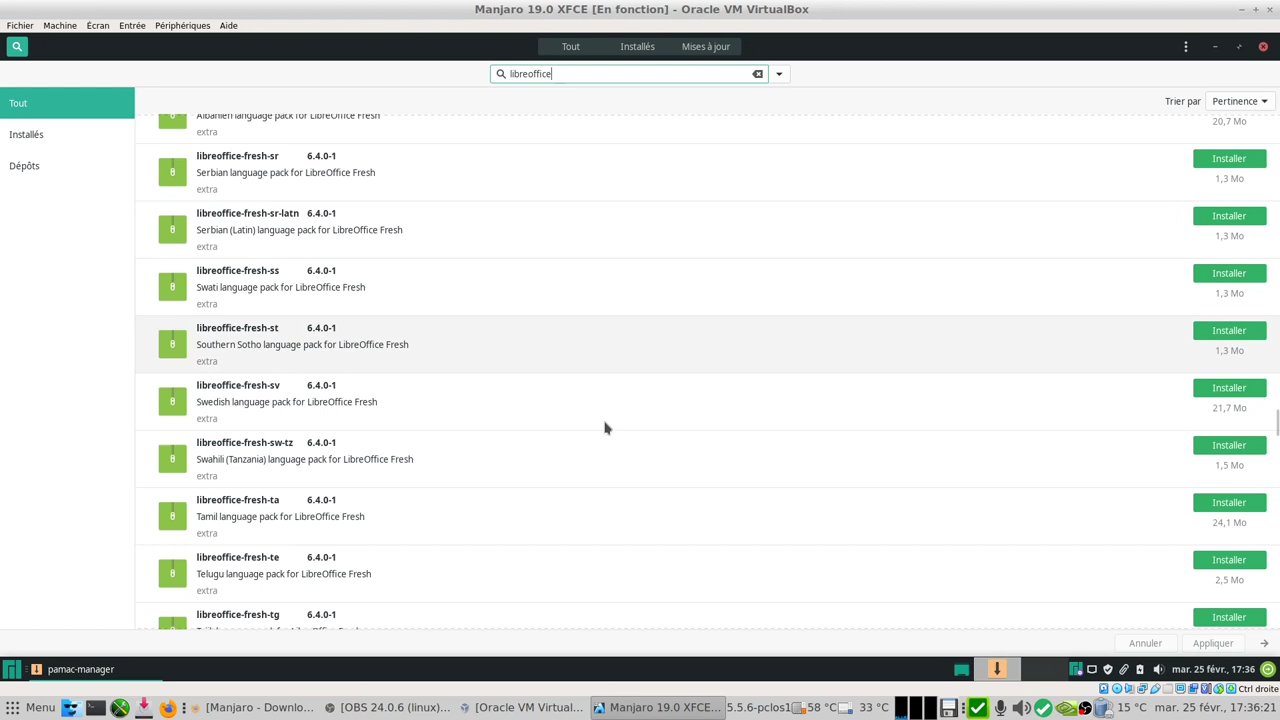 Manjaro 19.0 XFCE [En fonction] - Oracle VM VirtualBox
Fichier Machine Écran Entrée Périphériques Aide
Tout Installés Mises à jour
libreoffice
Tout
Trier par Pertinence
Installés
Dépôts
Albanien language pack for LibreOffice Fresh
extra
20,7 Mo
libreoffice-fresh-sr 6.4.0-1
Serbian language pack for LibreOffice Fresh
extra
Installer
1,3 Mo
libreoffice-fresh-sr-latn 6.4.0-1
Serbian (Latin) language pack for LibreOffice Fresh
extra
Installer
1,3 Mo
libreoffice-fresh-ss 6.4.0-1
Swati language pack for LibreOffice Fresh
extra
Installer
1,3 Mo
libreoffice-fresh-st 6.4.0-1
Southern Sotho language pack for LibreOffice Fresh
extra
Installer
1,3 Mo
libreoffice-fresh-sv 6.4.0-1
Swedish language pack for LibreOffice Fresh
extra
Installer
21,7 Mo
libreoffice-fresh-sw-tz 6.4.0-1
Swahili (Tanzania) language pack for LibreOffice Fresh
extra
Installer
1,5 Mo
libreoffice-fresh-ta 6.4.0-1
Tamil language pack for LibreOffice Fresh
extra
Installer
24,1 Mo
libreoffice-fresh-te 6.4.0-1
Telugu language pack for LibreOffice Fresh
extra
Installer
2,5 Mo
libreoffice-fresh-tg 6.4.0-1
Installer
Annuler Appliquer
pamac-manager
mar. 25 févr., 17:36
Ctrl droite
Menu [Manjaro - Downlo... [OBS 24.0.6 (linux)... [Oracle VM Virtual... Manjaro 19.0 XFCE... 5.5.6-pclos1 58 °C 33 °C 15 °C mar. 25 févr., 17:36:21